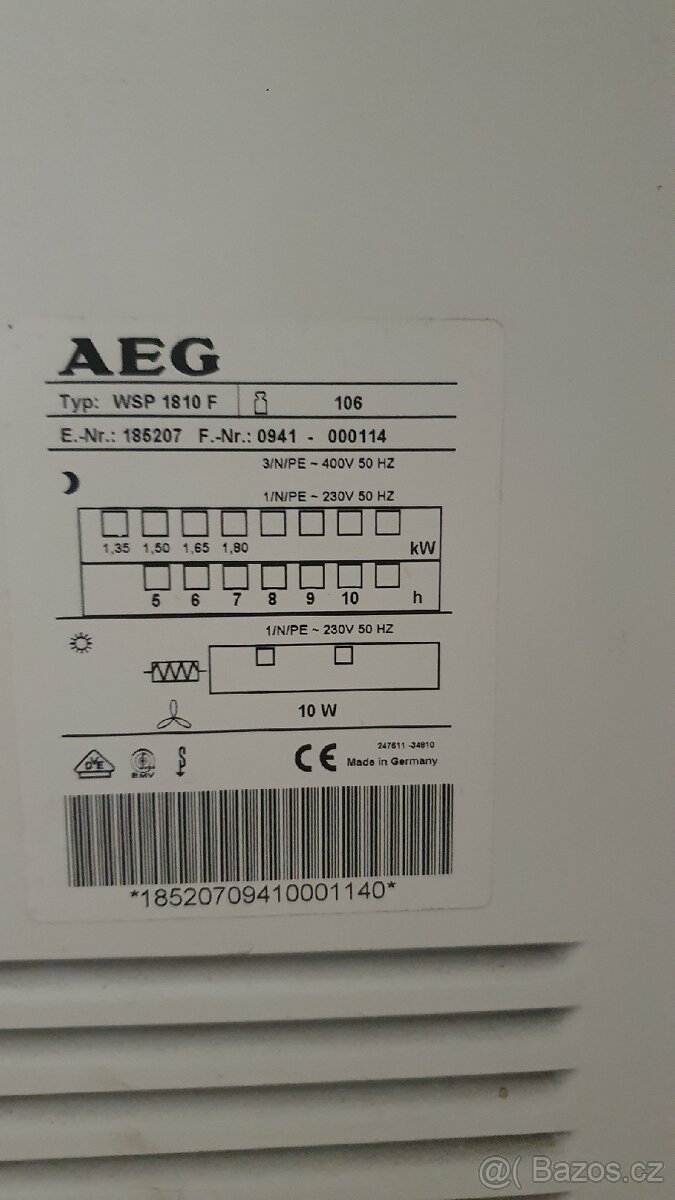 AEG
Typ: WSP 1810 F 106
E.-Nr.: 185207 F.-Nr.: 0941 - 000114
3/N/PE ~ 400V 50 HZ
1/N/PE ~ 230V 50 HZ
1,35 1,50 1,65 1,80 kW
5 6 7 8 9 10 h
1/N/PE ~ 230V 50 HZ
10 W
247611 -34810
DVE EMV S CE Made in Germany
*18520709410001140*
@( Bazos.cz